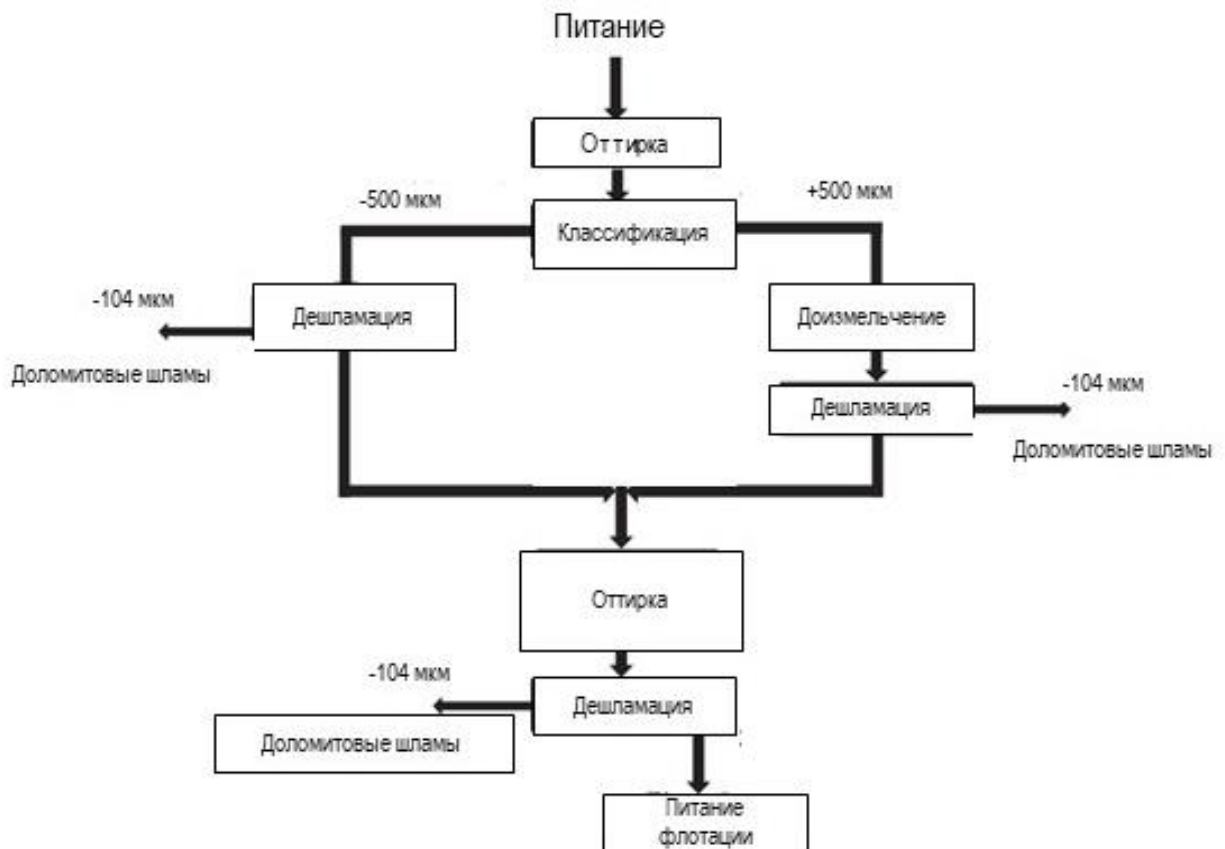 Питание
Оттирка
-500 мкм
+500 мкм
Классификация
-104 мкм
Дешламация
Доизмельчение
Доломитовые шламы
Дешламация
-104 мкм
Доломитовые шламы
Оттирка
-104 мкм
Дешламация
Доломитовые шламы
Питание
флотации